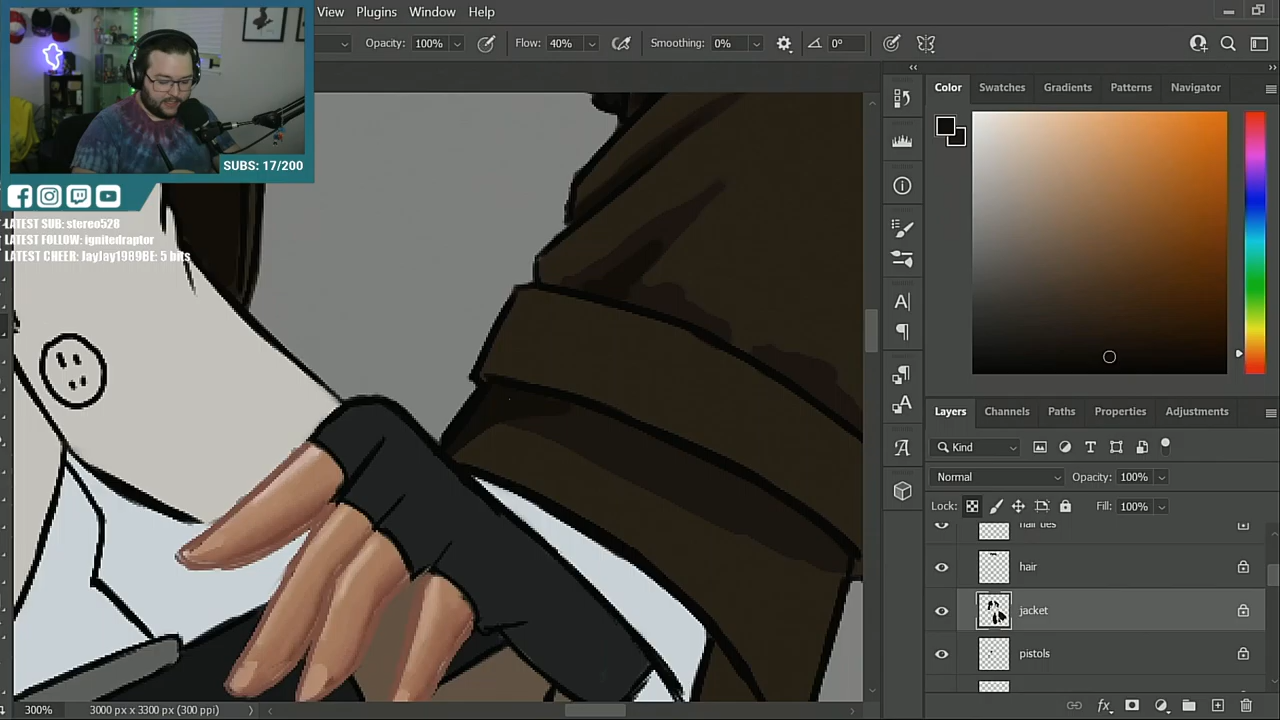 View Plugins Window Help
Opacity: 100% Flow: 40% Smoothing: 0% 0°
SUBS: 17/200
LATEST SUB: stereo528
LATEST FOLLOW: ignitedraptor
LATEST CHEER: JayJay1989BE: 5 bits
Color Swatches Gradients Patterns Navigator
Layers Channels Paths Properties Adjustments
Kind
Normal Opacity: 100%
Lock: Fill: 100%
hair ties
hair
jacket
pistols
300% 3000 px x 3300 px (300 ppi)